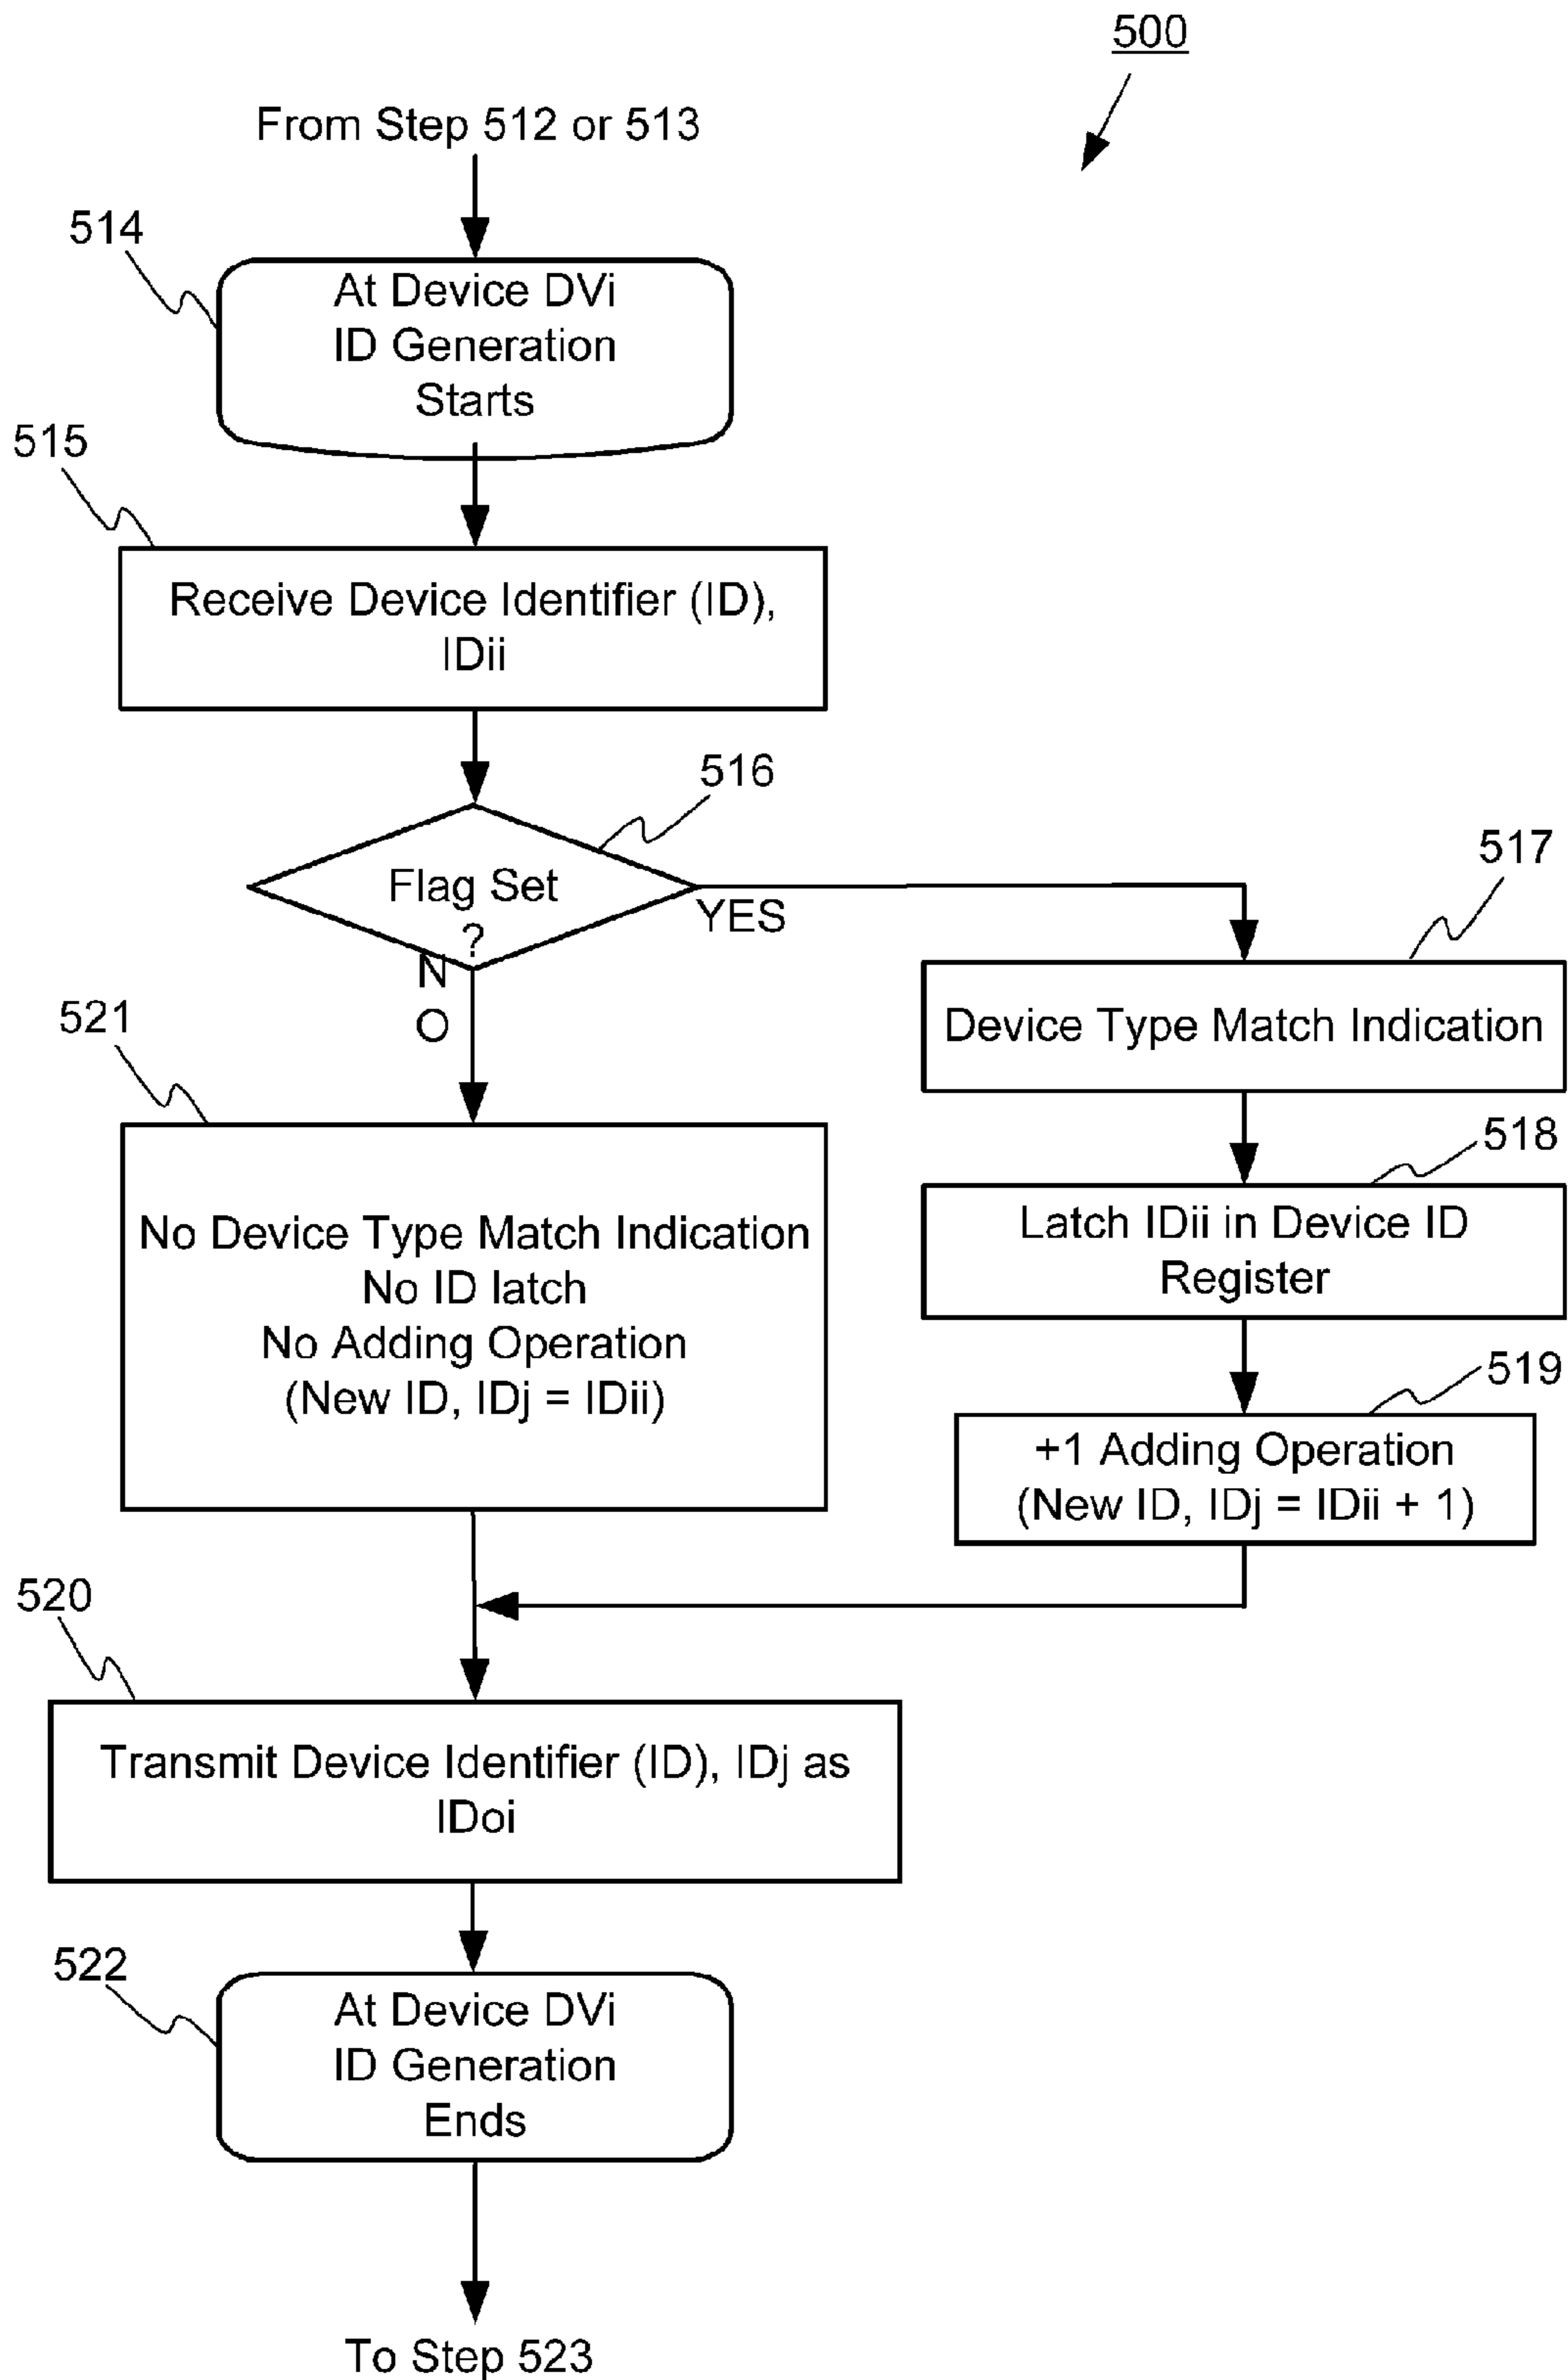 500
From Step 512 or 513
514
At Device DVi
ID Generation
Starts
515
Receive Device Identifier (ID),
IDii
516
Flag Set
?
YES
N
O
517
Device Type Match Indication
518
Latch IDii in Device ID
Register
519
+1 Adding Operation
(New ID, IDj = IDii + 1)
521
No Device Type Match Indication
No ID latch
No Adding Operation
(New ID, IDj = IDii)
520
Transmit Device Identifier (ID), IDj as
IDoi
522
At Device DVi
ID Generation
Ends
To Step 523